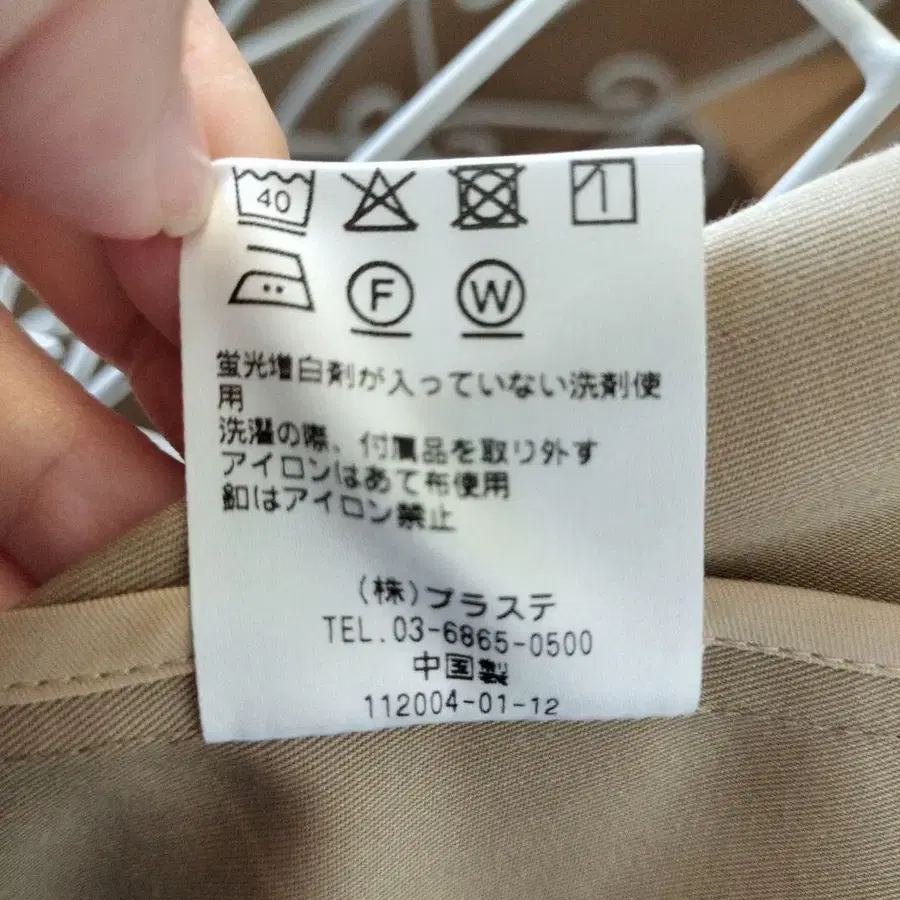 40
F W
蛍光増白剤が入っていない洗剤使
用
洗濯の際、付属品を取り外す
アイロンはあて布使用
釦はアイロン禁止
(株)プラステ
TEL.03-6865-0500
中国製
112004-01-12